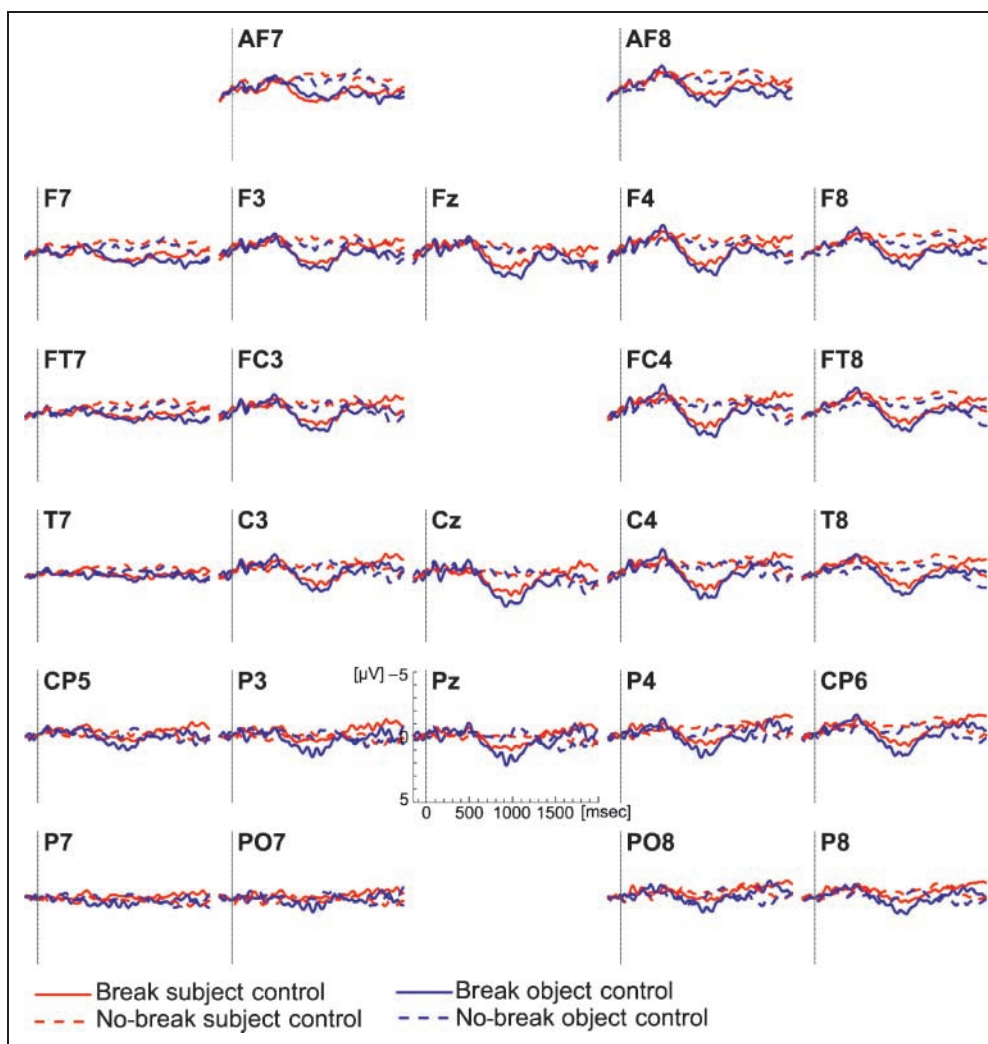 AF7 AF8
F7 F3 Fz F4 F8
FT7 FC3 FC4 FT8
T7 C3 Cz C4 T8
CP5 P3 [µV] −5 Pz P4 CP6
0
5
0 500 1000 1500 [msec]
P7 PO7 PO8 P8
Break subject control Break object control
No-break subject control No-break object control